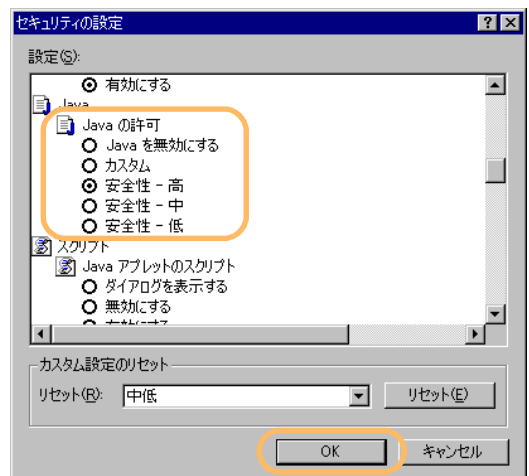 セキュリティの設定
設定(S):
有効にする
Java
Java の許可
Java を無効にする
カスタム
安全性 - 高
安全性 - 中
安全性 - 低
スクリプト
Java アプレットのスクリプト
ダイアログを表示する
無効にする
有効にする
カスタム設定のリセット
リセット(R): 中低 リセット(E)
OK キャンセル